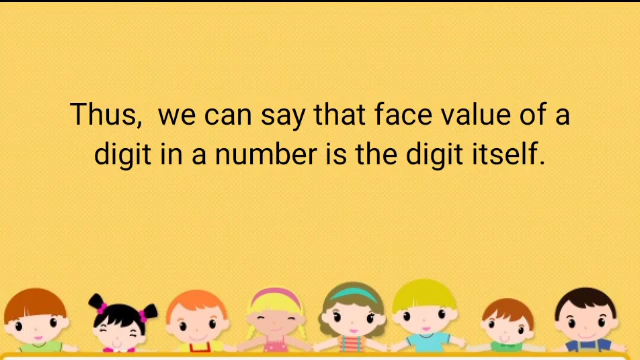 Thus,  we can say that face value of a
digit in a number is the digit itself.